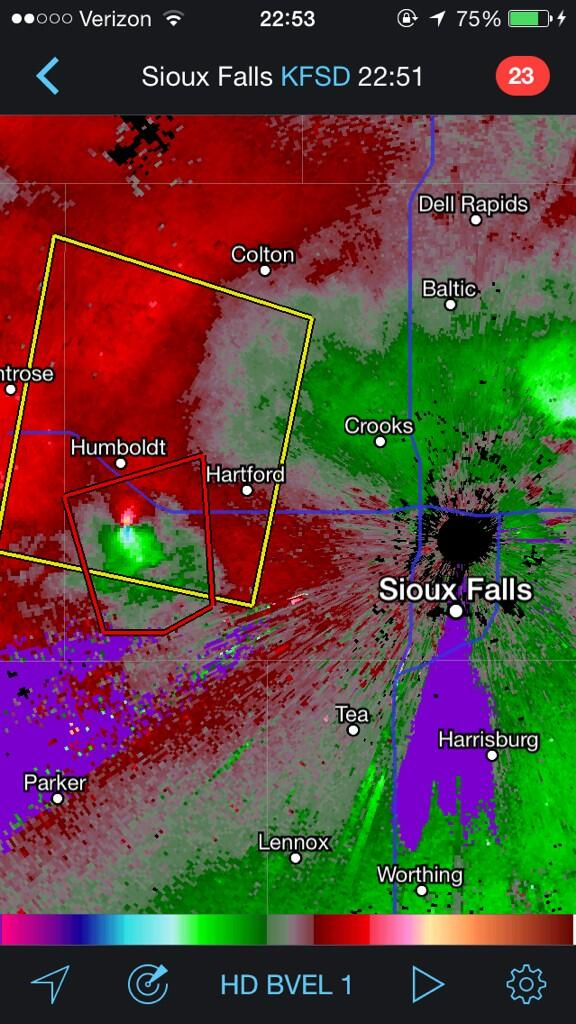 Verizon 22:53 75%
Sioux Falls KFSD 22:51 23
Dell Rapids
Colton
Baltic
ntrose
Crooks
Humboldt
Hartford
Sioux Falls
Tea
Harrisburg
Parker
Lennox
Worthing
HD BVEL 1